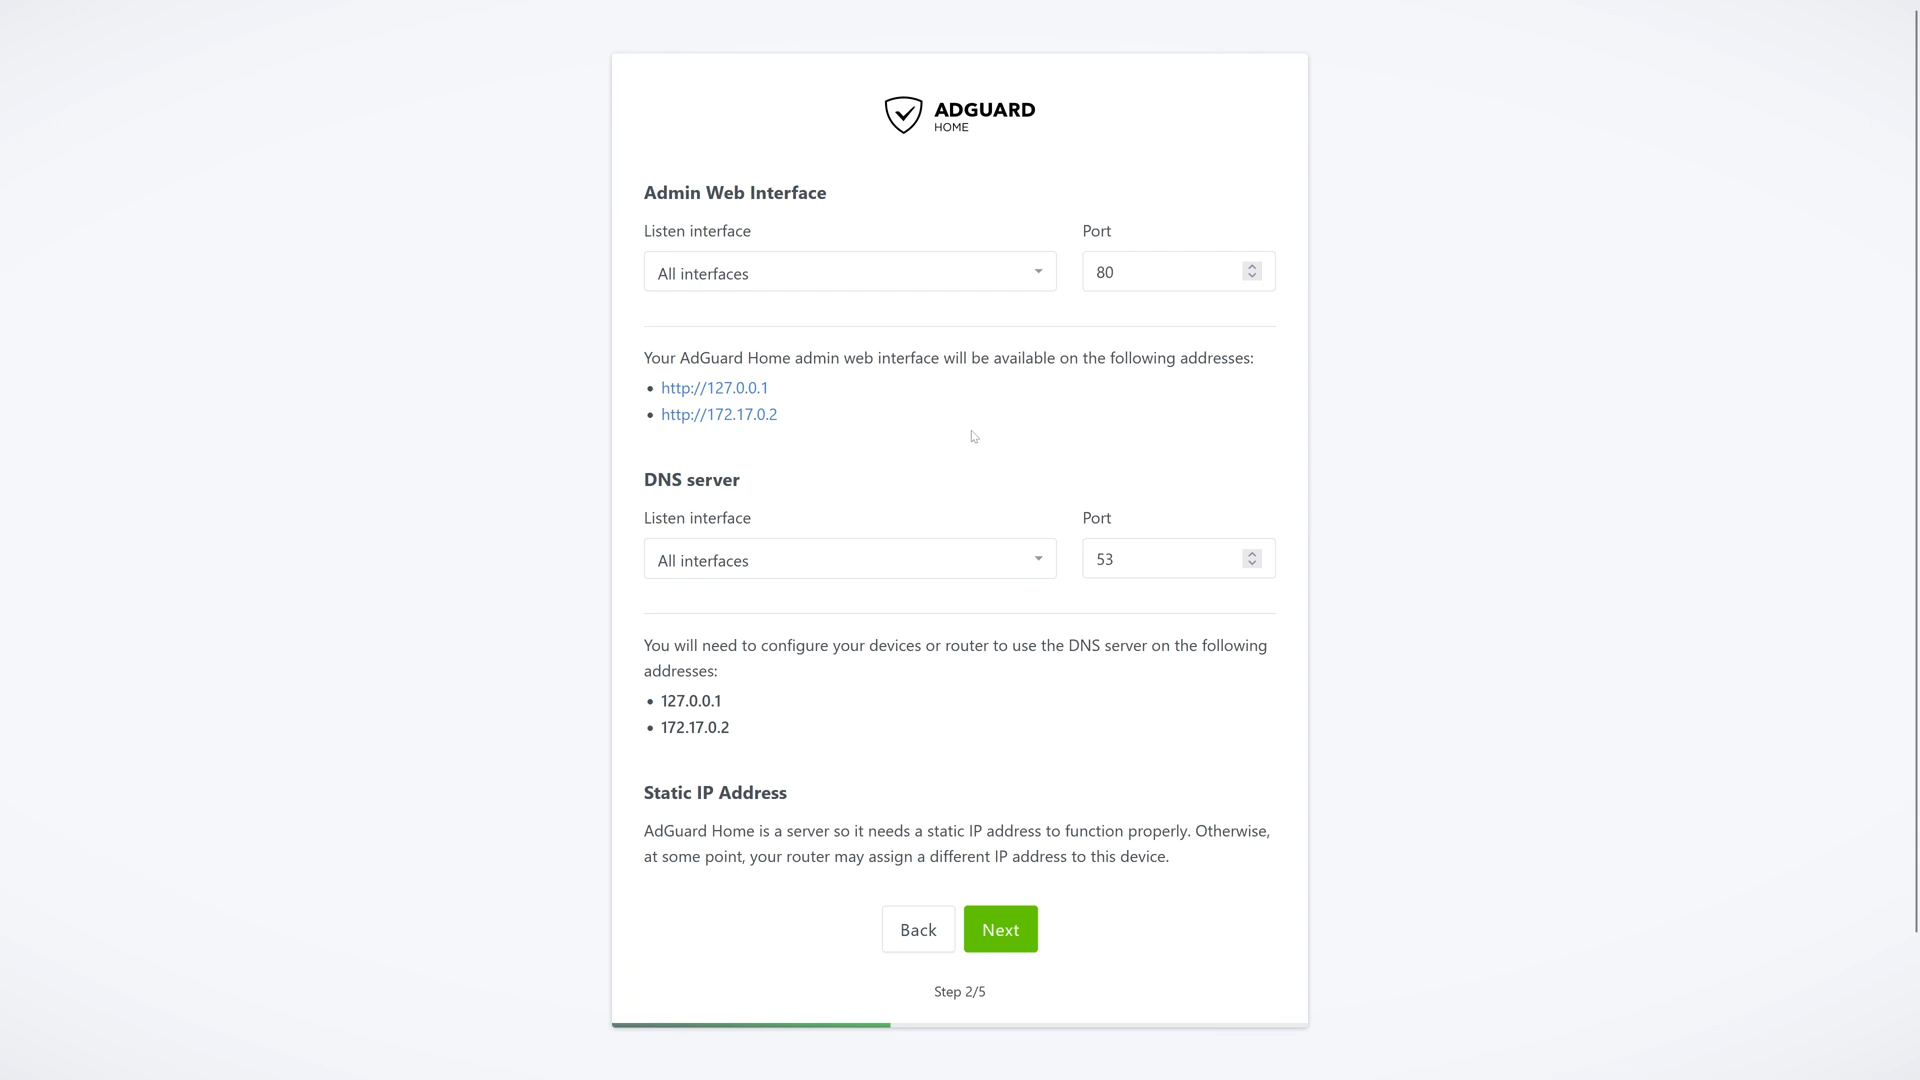 ADGUARD
HOME
Admin Web Interface
Listen interface
Port
All interfaces
80
Your AdGuard Home admin web interface will be available on the following addresses:
• http://127.0.0.1
• http://172.17.0.2
DNS server
Listen interface
Port
All interfaces
53
You will need to configure your devices or router to use the DNS server on the following
addresses:
• 127.0.0.1
• 172.17.0.2
Static IP Address
AdGuard Home is a server so it needs a static IP address to function properly. Otherwise,
at some point, your router may assign a different IP address to this device.
Back
Next
Step 2/5